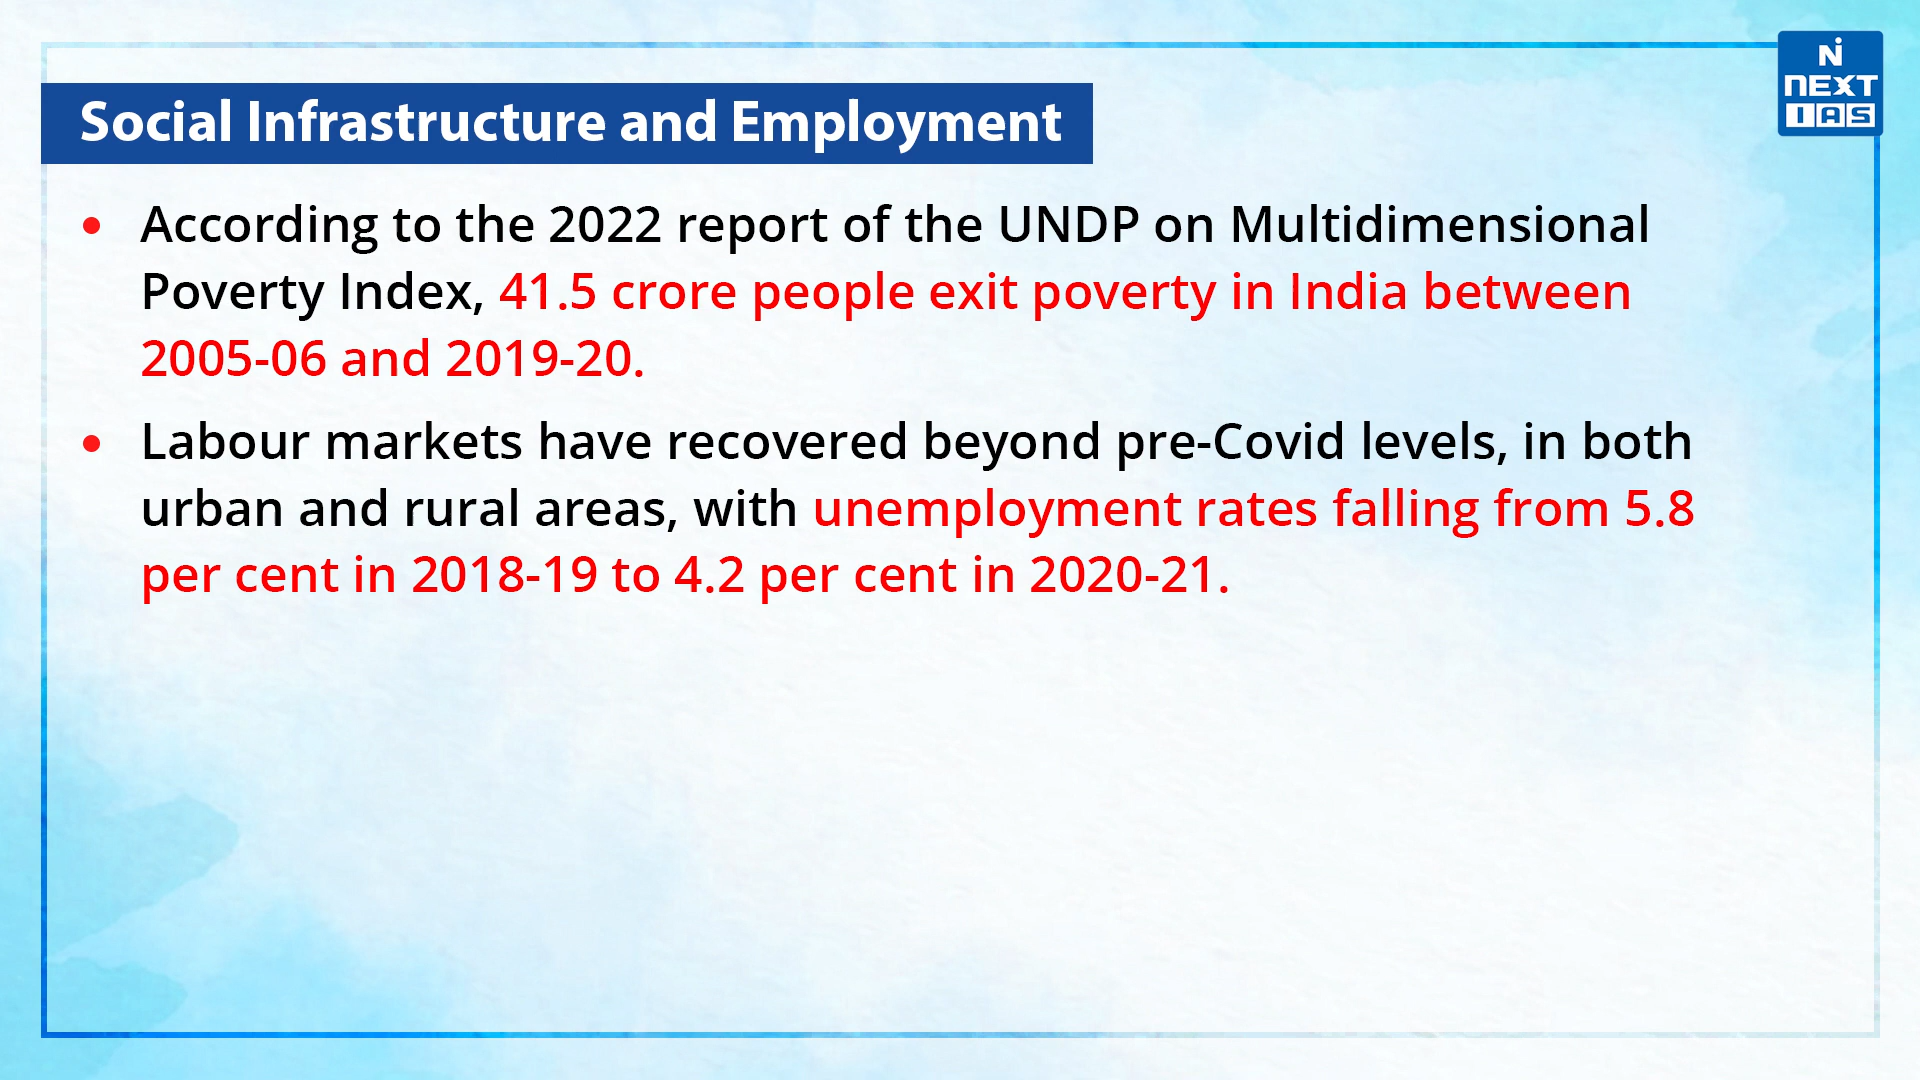 Social Infrastructure and Employment
N
NEXT
IAS
• According to the 2022 report of the UNDP on Multidimensional
Poverty Index, 41.5 crore people exit poverty in India between
2005-06 and 2019-20.
• Labour markets have recovered beyond pre-Covid levels, in both
urban and rural areas, with unemployment rates falling from 5.8
per cent in 2018-19 to 4.2 per cent in 2020-21.